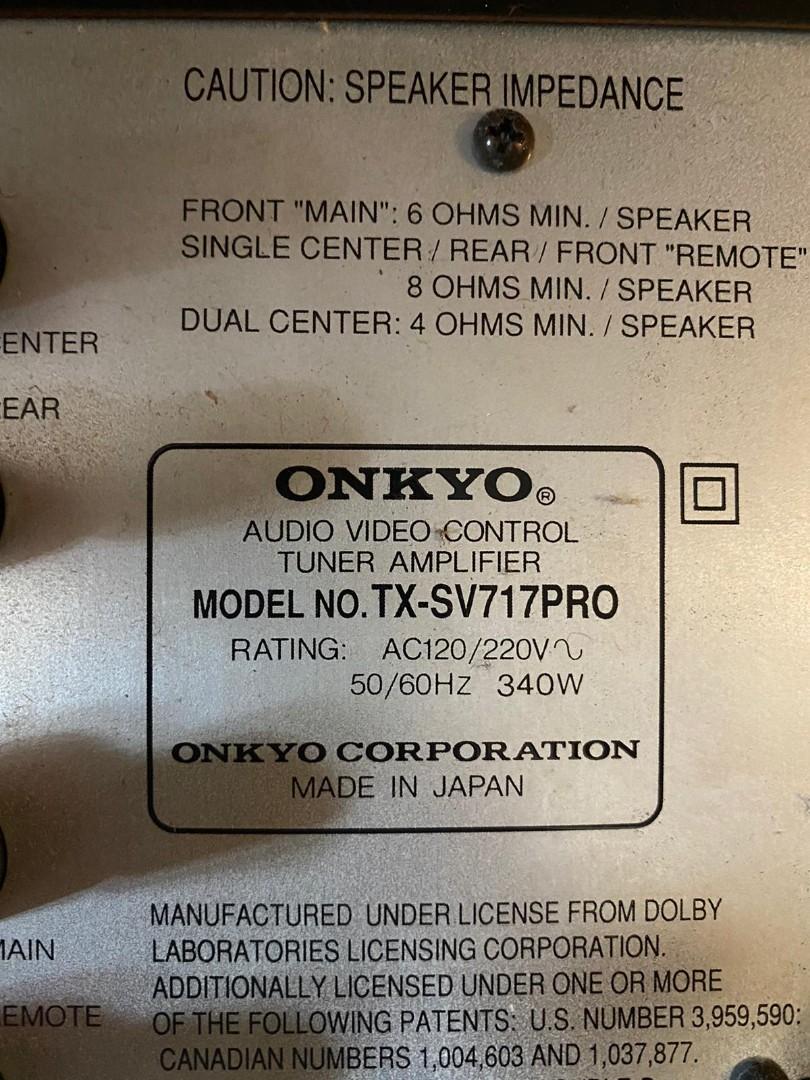 CAUTION: SPEAKER IMPEDANCE
FRONT "MAIN": 6 OHMS MIN. / SPEAKER
SINGLE CENTER / REAR / FRONT "REMOTE"
8 OHMS MIN. / SPEAKER
DUAL CENTER: 4 OHMS MIN. / SPEAKER
ENTER
EAR
ONKYO®
AUDIO VIDEO CONTROL
TUNER AMPLIFIER
MODEL NO. TX-SV717PRO
RATING: AC120/220V∿
50/60Hz 340W
ONKYO CORPORATION
MADE IN JAPAN
AIN
EMOTE
MANUFACTURED UNDER LICENSE FROM DOLBY
LABORATORIES LICENSING CORPORATION.
ADDITIONALLY LICENSED UNDER ONE OR MORE
OF THE FOLLOWING PATENTS: U.S. NUMBER 3,959,590:
CANADIAN NUMBERS 1,004,603 AND 1,037,877.